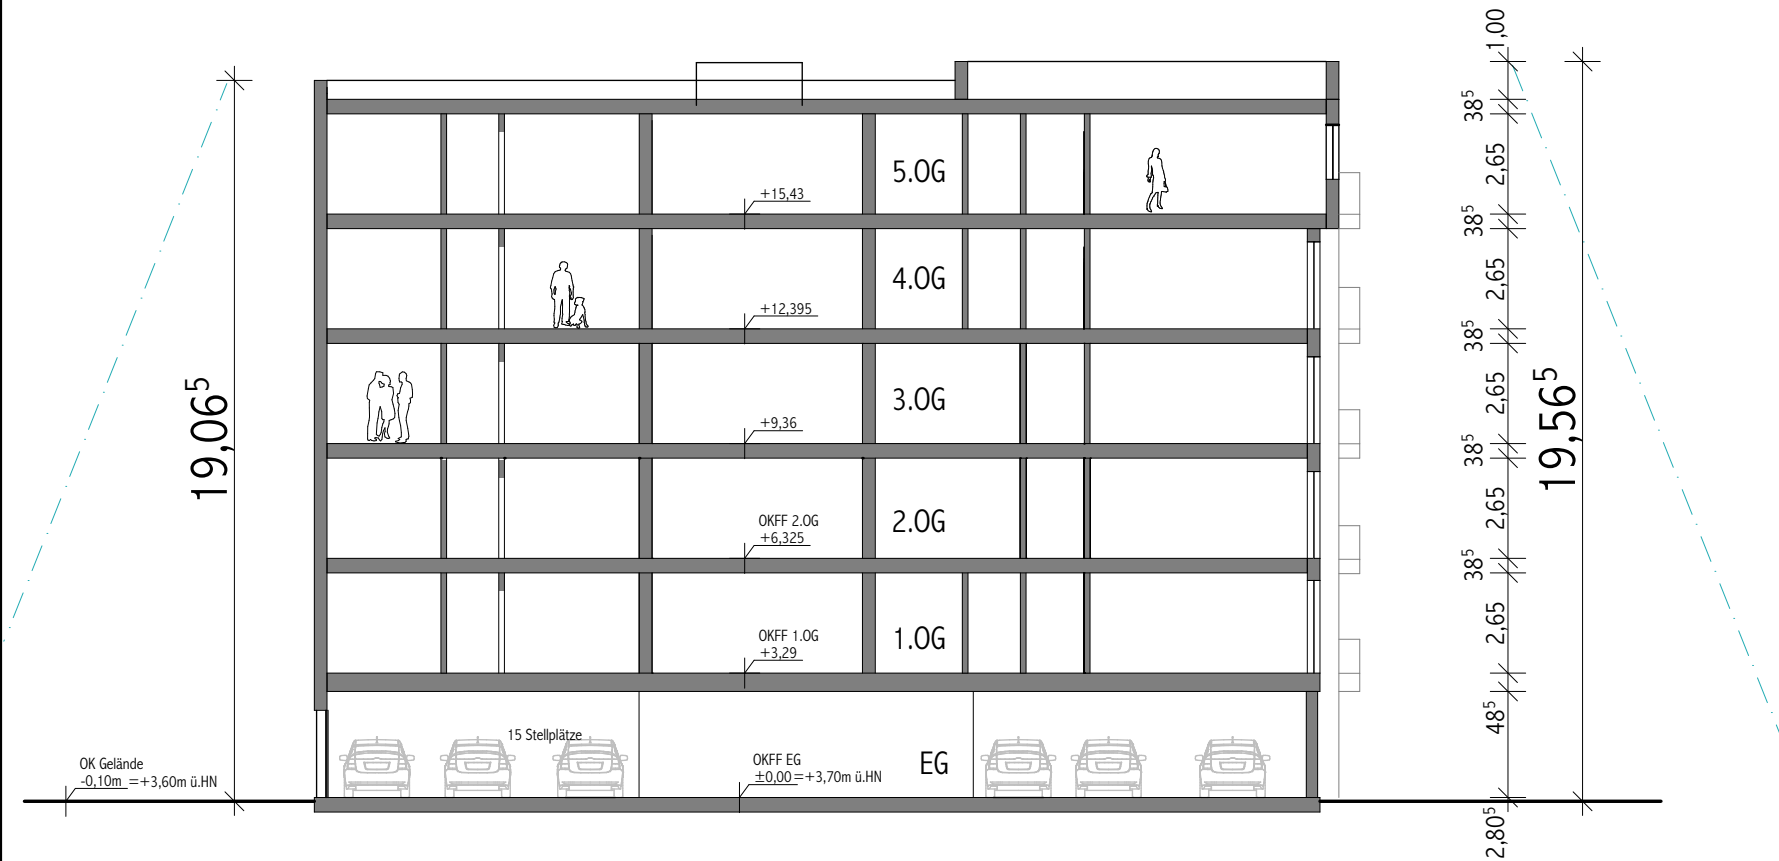 1,00
38⁵
2,65
5.OG
+15,43
38⁵
2,65
4.OG
+12,395
38⁵
19,06⁵
2,65
19,56⁵
3.OG
+9,36
38⁵
2,65
OKFF 2.OG
+6,325
2.OG
38⁵
2,65
OKFF 1.OG
+3,29
1.OG
48⁵
15 Stellplätze
OKFF EG
±0,00=+3,70m ü.HN
EG
OK Gelände
-0,10m =+3,60m ü.HN
2,80⁵